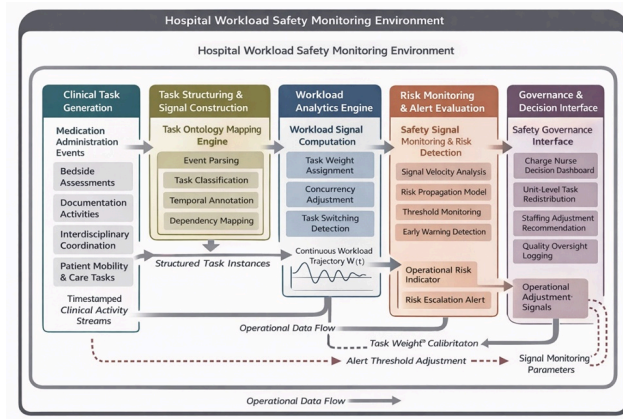 Hospital Workload Safety Monitoring Environment
Hospital Workload Safety Monitoring Environment
Clinical Task
Generation
Medication
Administration
Events
Bedside
Assessments
Documentation
Activities
Interdisciplinary
Coordination
Patient Mobility
& Care Tasks
Timestamped
Clinical Activity
Streams
Task Structuring &
Signal Construction
Task Ontology Mapping
Engine
Event Parsing
Task Classification
Temporal Annotation
Dependency Mapping
Structured Task Instances
Workload
Analytics Engine
Workload Signal
Computation
Task Weight
Assignment
Concurrency
Adjustment
Task Switching
Detection
Continuous Workload
Trajectory W(t)
Risk Monitoring
& Alert Evaluation
Safety Signal
Monitoring & Risk
Detection
Signal Velocity Analysis
Risk Propagation Model
Threshold Monitoring
Early Warning Detection
Operational Risk
Indicator
Risk Escalation Alert
Governance &
Decision Interface
Safety Governance
Interface
Charge Nurse
Decision Dashboard
Unit-Level Task
Redistribution
Staffing Adjustment
Recommendation
Quality Oversight
Logging
Operational
Adjustment·
Signals
Operational Data Flow
Task Weight° Calibritaton
Alert Threshold Adjustment
Signal Monitoring·
Parameters
Operational Data Flow